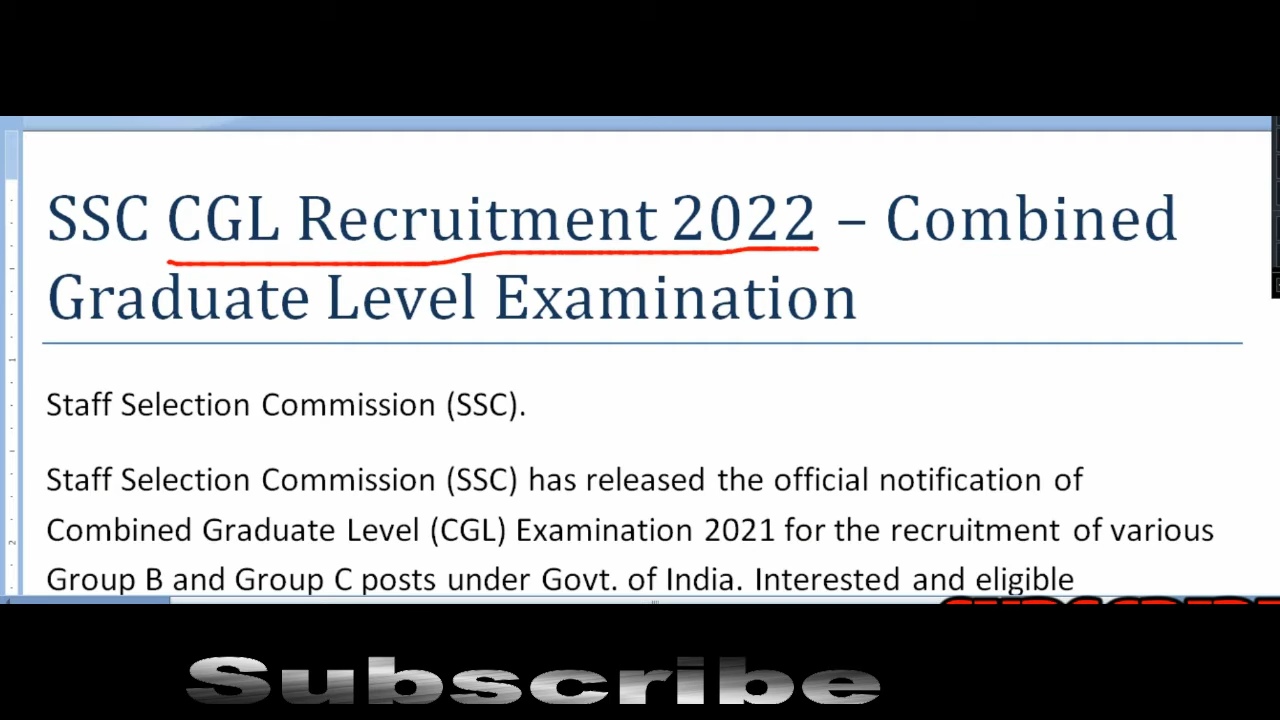 SSC CGL Recruitment 2022 – Combined
Graduate Level Examination
Staff Selection Commission (SSC).
Staff Selection Commission (SSC) has released the official notification of
Combined Graduate Level (CGL) Examination 2021 for the recruitment of various
Group B and Group C posts under Govt. of India. Interested and eligible
Subscribe